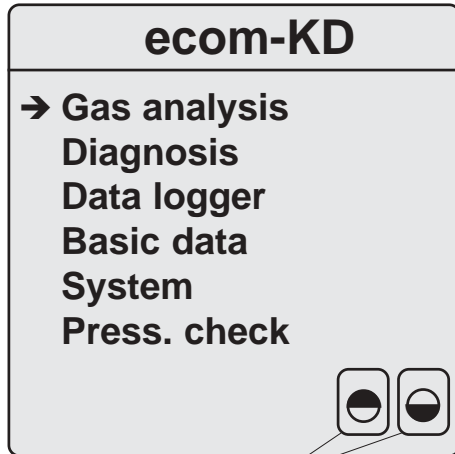 ecom-KD
➔ Gas analysis
Diagnosis
Data logger
Basic data
System
Press. check